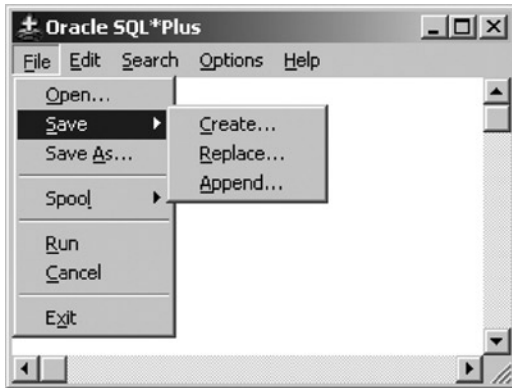 Oracle SQL*Plus
File Edit Search Options Help
Open...
Save
Create...
Save As...
Replace...
Append...
Spool
Run
Cancel
Exit